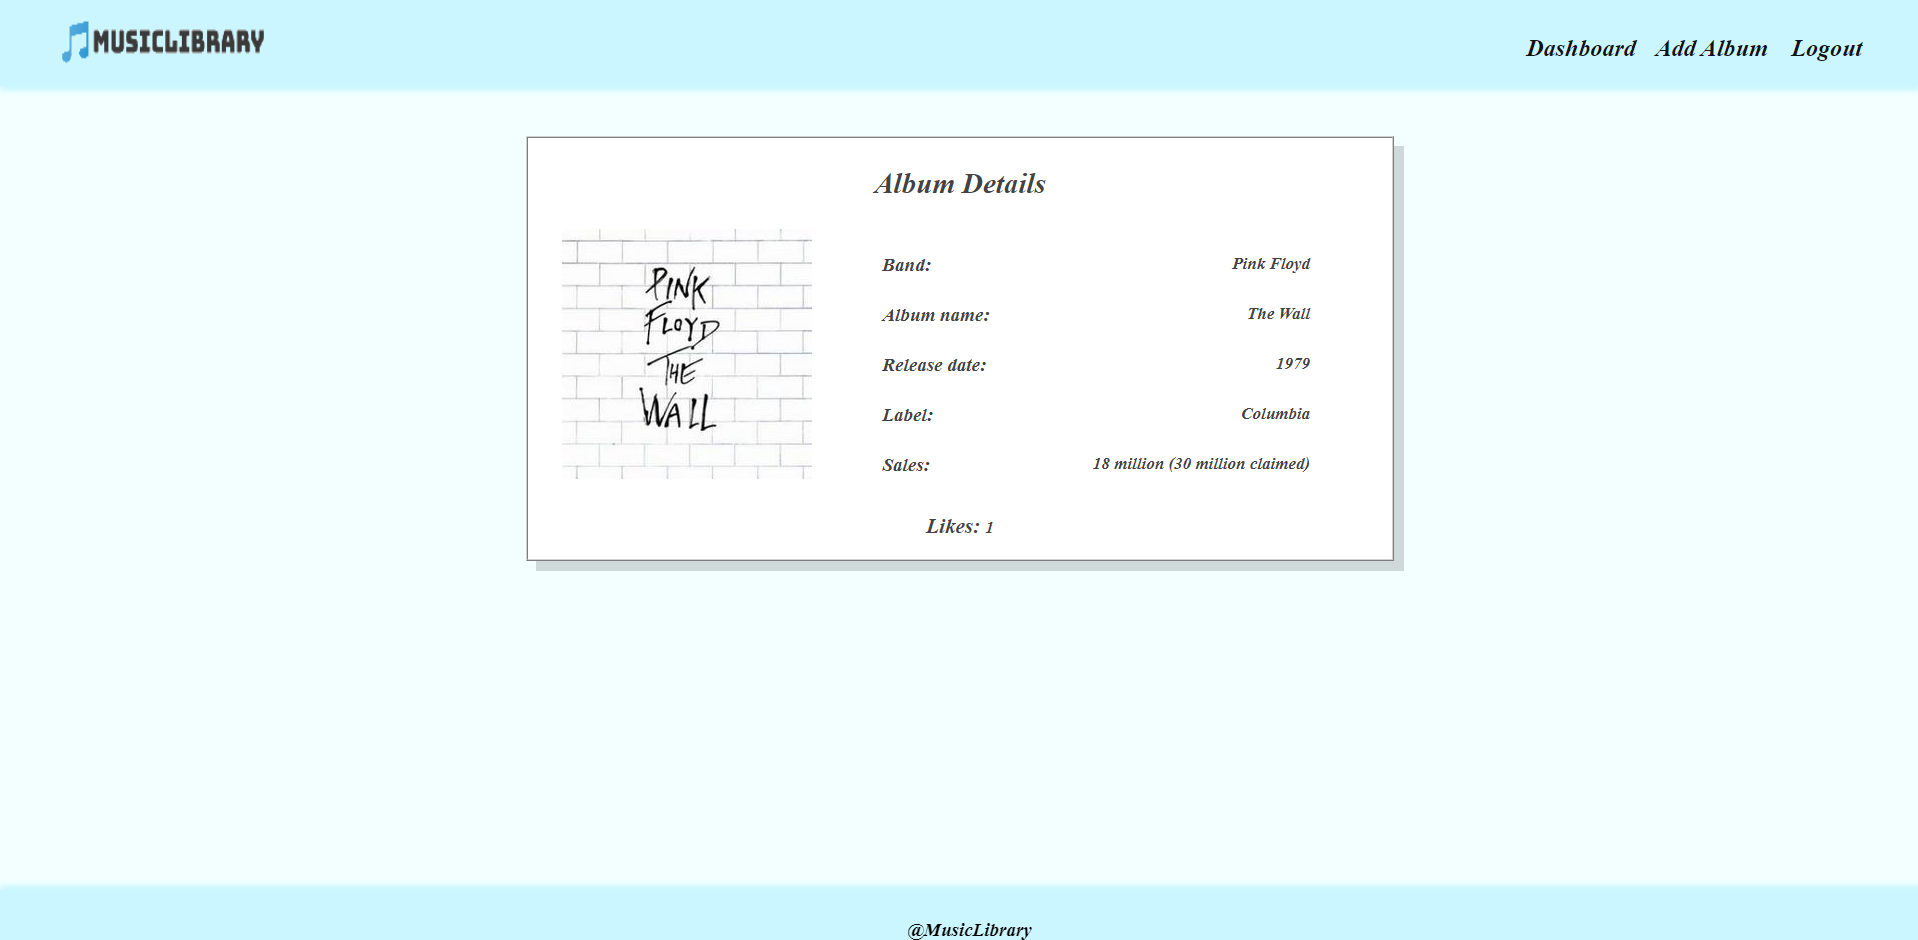 MUSICLIBRARY
Dashboard Add Album Logout
Album Details
PINK
FLOYD
THE
WALL
Band: Pink Floyd
Album name: The Wall
Release date: 1979
Label: Columbia
Sales: 18 million (30 million claimed)
Likes: 1
@MusicLibrary